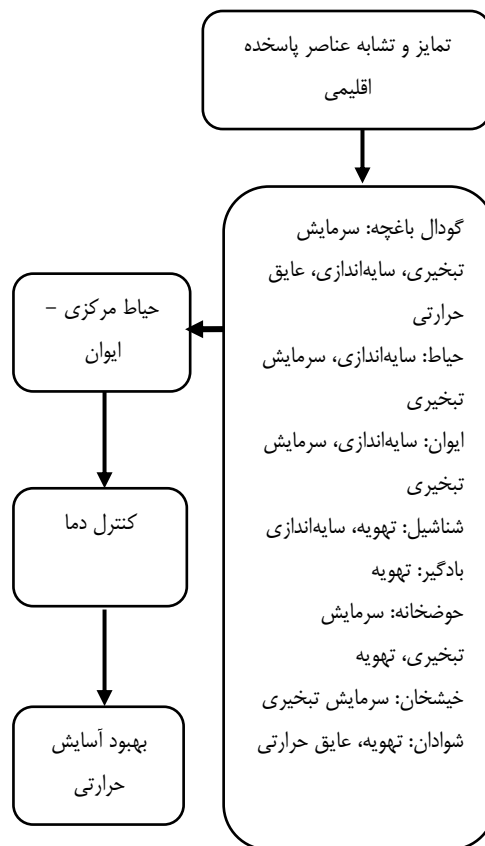 تمایز و تشابه عناصر پاسخده
اقلیمی
گودال باغچه: سرمایش
تبخیری، سایه‌اندازی، عایق
حرارتی
حیاط: سایه‌اندازی، سرمایش
تبخیری
ایوان: سایه‌اندازی، سرمایش
تبخیری
شناشیل: تهویه، سایه‌اندازی
بادگیر: تهویه
حوضخانه: سرمایش
تبخیری، تهویه
خیشخان: سرمایش تبخیری
شوادان: تهویه، عایق حرارتی
حیاط مرکزی –
ایوان
کنترل دما
بهبود آسایش
حرارتی